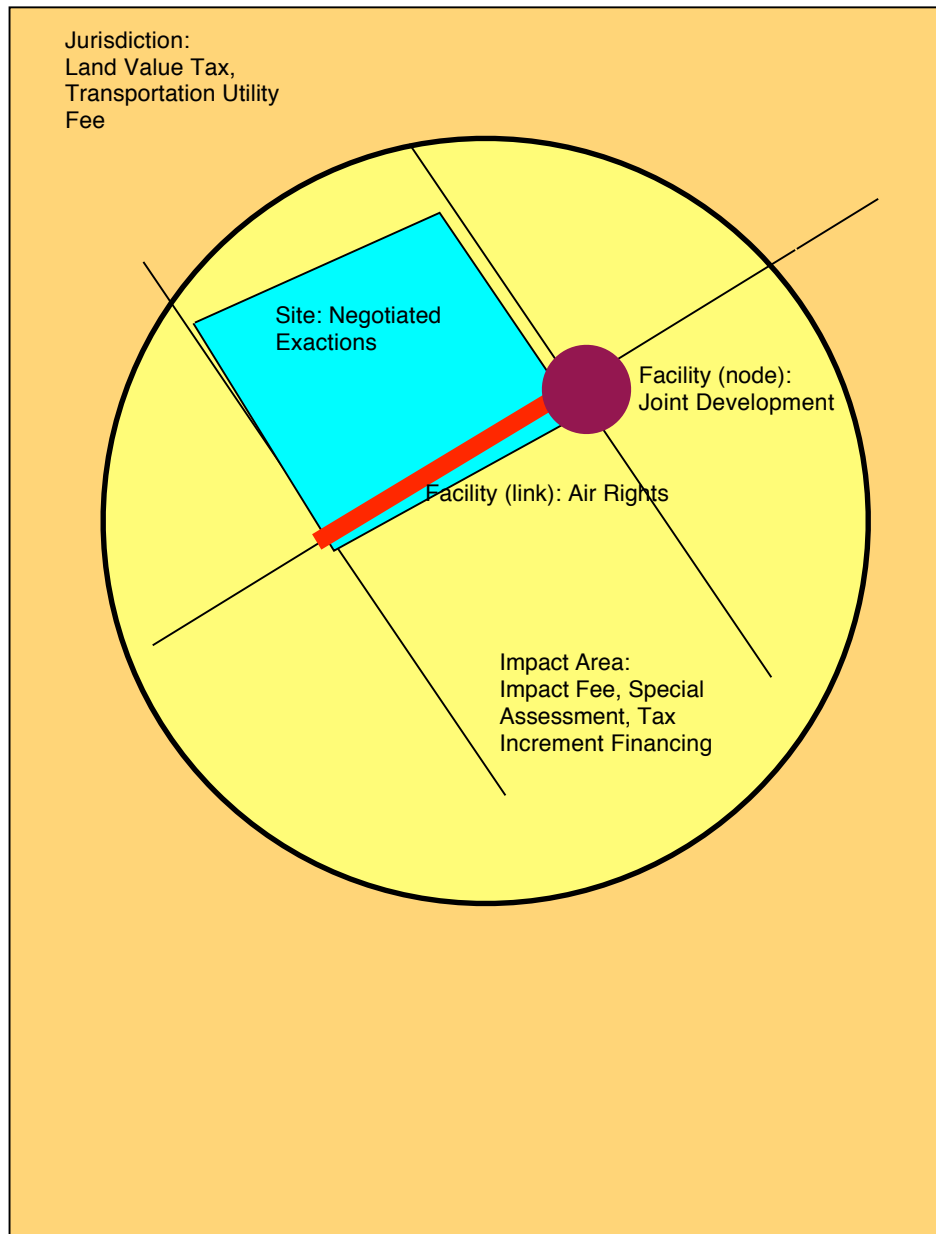 Jurisdiction:
Land Value Tax,
Transportation Utility
Fee
Site: Negotiated
Exactions
Facility (node):
Joint Development
Facility (link): Air Rights
Impact Area:
Impact Fee, Special
Assessment, Tax
Increment Financing